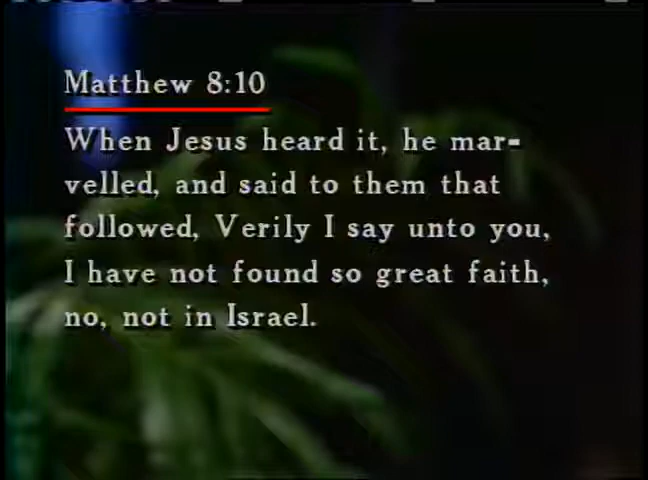 Matthew 8:10
When Jesus heard it, he mar-
velled, and said to them that
followed, Verily I say unto you,
I have not found so great faith,
no, not in Israel.